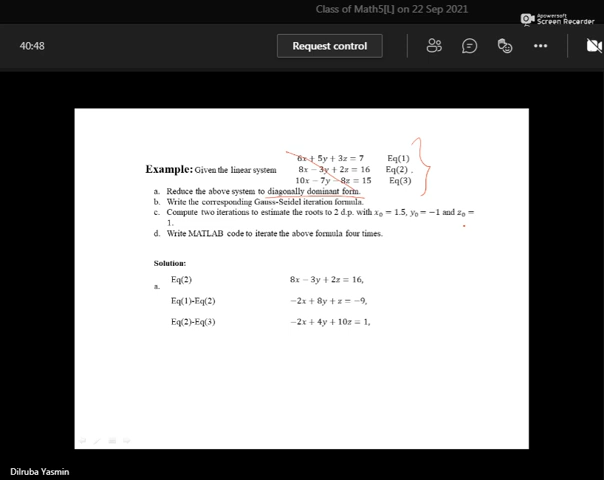 Class of Math5[L] on 22 Sep 2021
Apowersoft
Screen Recorder
40:48
Request control
6x + 5y + 3z = 7 Eq(1)
Example: Given the linear system 8x − 3y + 2z = 16 Eq(2) .
10x − 7y − 8z = 15 Eq(3)
a. Reduce the above system to diagonally dominant form.
b. Write the corresponding Gauss-Seidel iteration formula.
c. Compute two iterations to estimate the roots to 2 d.p. with x₀ = 1.5, y₀ = −1 and z₀ =
1.
d. Write MATLAB code to iterate the above formula four times.
Solution:
a. Eq(2) 8x − 3y + 2z = 16,
Eq(1)-Eq(2) −2x + 8y + z = −9,
Eq(2)-Eq(3) −2x + 4y + 10z = 1,
Dilruba Yasmin